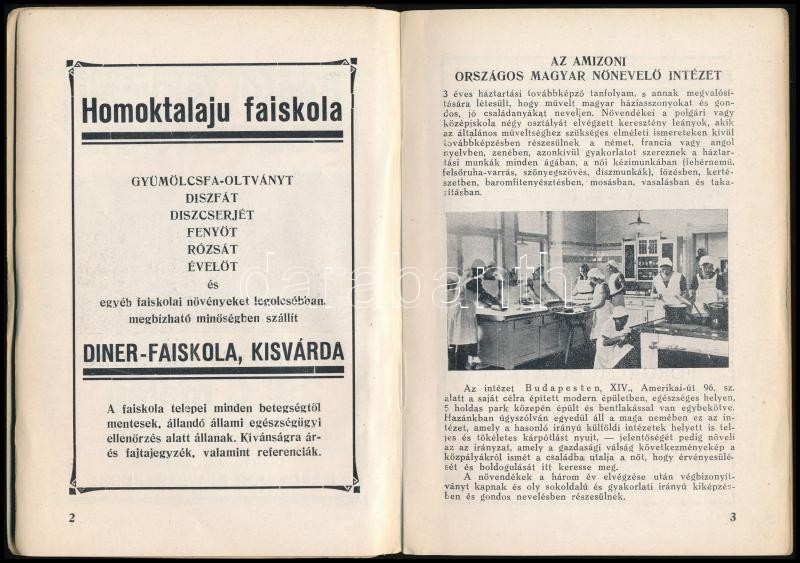 Homoktalaju faiskola
GYÜMÖLCSFA-OLTVÁNYT
DISZFÁT
DISZCSERJÉT
FENYŐT
RÓZSÁT
ÉVELŐT
és
egyéb faiskolai növényeket legolcsóbban,
megbízható minőségben szállit
DINER-FAISKOLA, KISVÁRDA
A faiskola telepei minden betegségtől
mentesek, állandó állami egészségügyi
ellenőrzés alatt állanak. Kívánságra ár-
és fajtajegyzék, valamint referenciák.
2
AZ AMIZONI
ORSZÁGOS MAGYAR NŐNEVELŐ INTÉZET
3 éves háztartási továbbképző tanfolyam, s annak megvalósí-
tására létesült, hogy művelt magyar háziasszonyokat és gon-
dos, jó családanyákat neveljen. Növendékei a polgári vagy
középiskola négy osztályát elvégzett keresztény leányok, akik
az általános műveltséghez szükséges elméleti ismereteken kívül
továbbképzésben részesülnek a német, francia vagy angol
nyelvben, zenében, azonkívül gyakorlatot szereznek a háztar-
tási munkák minden ágában, a női kézimunkában (fehérnemű,
felsőruha-varrás, szőnyegszövés, díszmunkák), főzésben, kerté-
szetben, baromfitenyésztésben, mosásban, vasalásban és taka-
rításban.
darabanth.com
Az intézet Budapesten, XIV., Amerikai-út 96. sz.
alatt a saját célra épített modern épületben, egészséges helyen,
5 holdas park közepén épült és bentlakással van egybekötve.
Hazánkban úgyszólván egyedül áll a maga nemében ez az in-
tézet, amely a hasonló irányú külföldi intézetek helyett is tel-
jes és tökéletes kárpótlást nyujt, — jelentőségét pedig növeli
az az irányzat, amely a gazdasági válság következményekép a
közpályákról ismét a családba utalja a nőt, hogy érvényesülé-
sét és boldogulását itt keresse meg.
A növendékek a három év elvégzése után végbizonyít-
ványt kapnak és oly sokoldalú és gyakorlati irányú kiképzés-
ben és gondos nevelésben részesülnek.
3